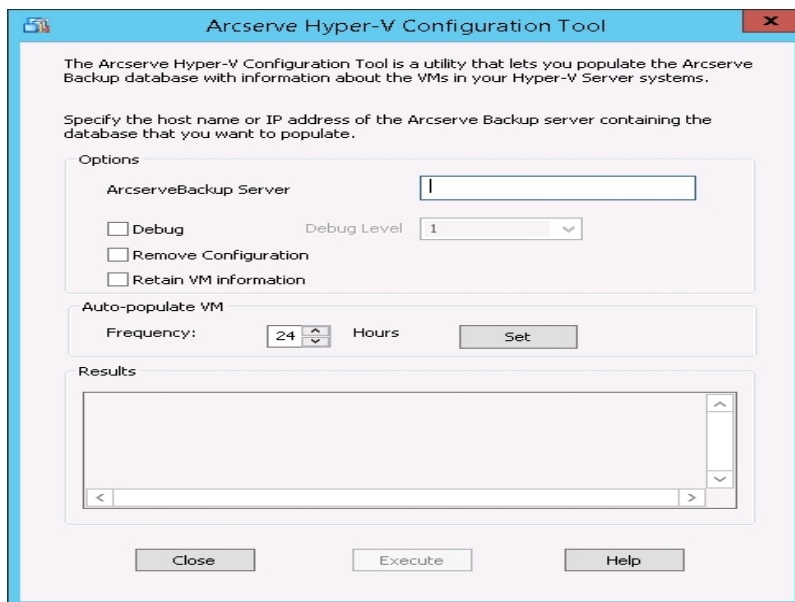 Arcserve Hyper-V Configuration Tool
The Arcserve Hyper-V Configuration Tool is a utility that lets you populate the Arcserve
Backup database with information about the VMs in your Hyper-V Server systems.
Specify the host name or IP address of the Arcserve Backup server containing the
database that you want to populate.
Options
ArcserveBackup Server
Debug Debug Level 1
Remove Configuration
Retain VM information
Auto-populate VM
Frequency: 24 Hours Set
Results
Close Execute Help